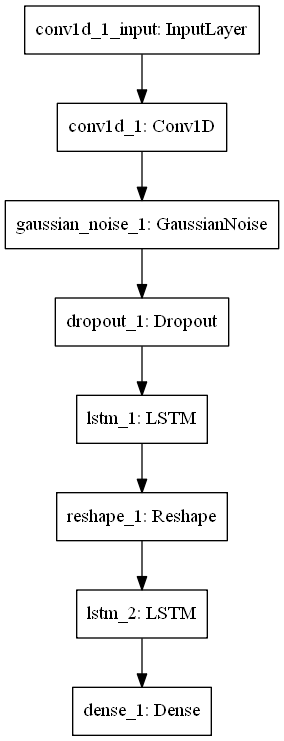 conv1d_1_input: InputLayer
conv1d_1: Conv1D
gaussian_noise_1: GaussianNoise
dropout_1: Dropout
lstm_1: LSTM
reshape_1: Reshape
lstm_2: LSTM
dense_1: Dense